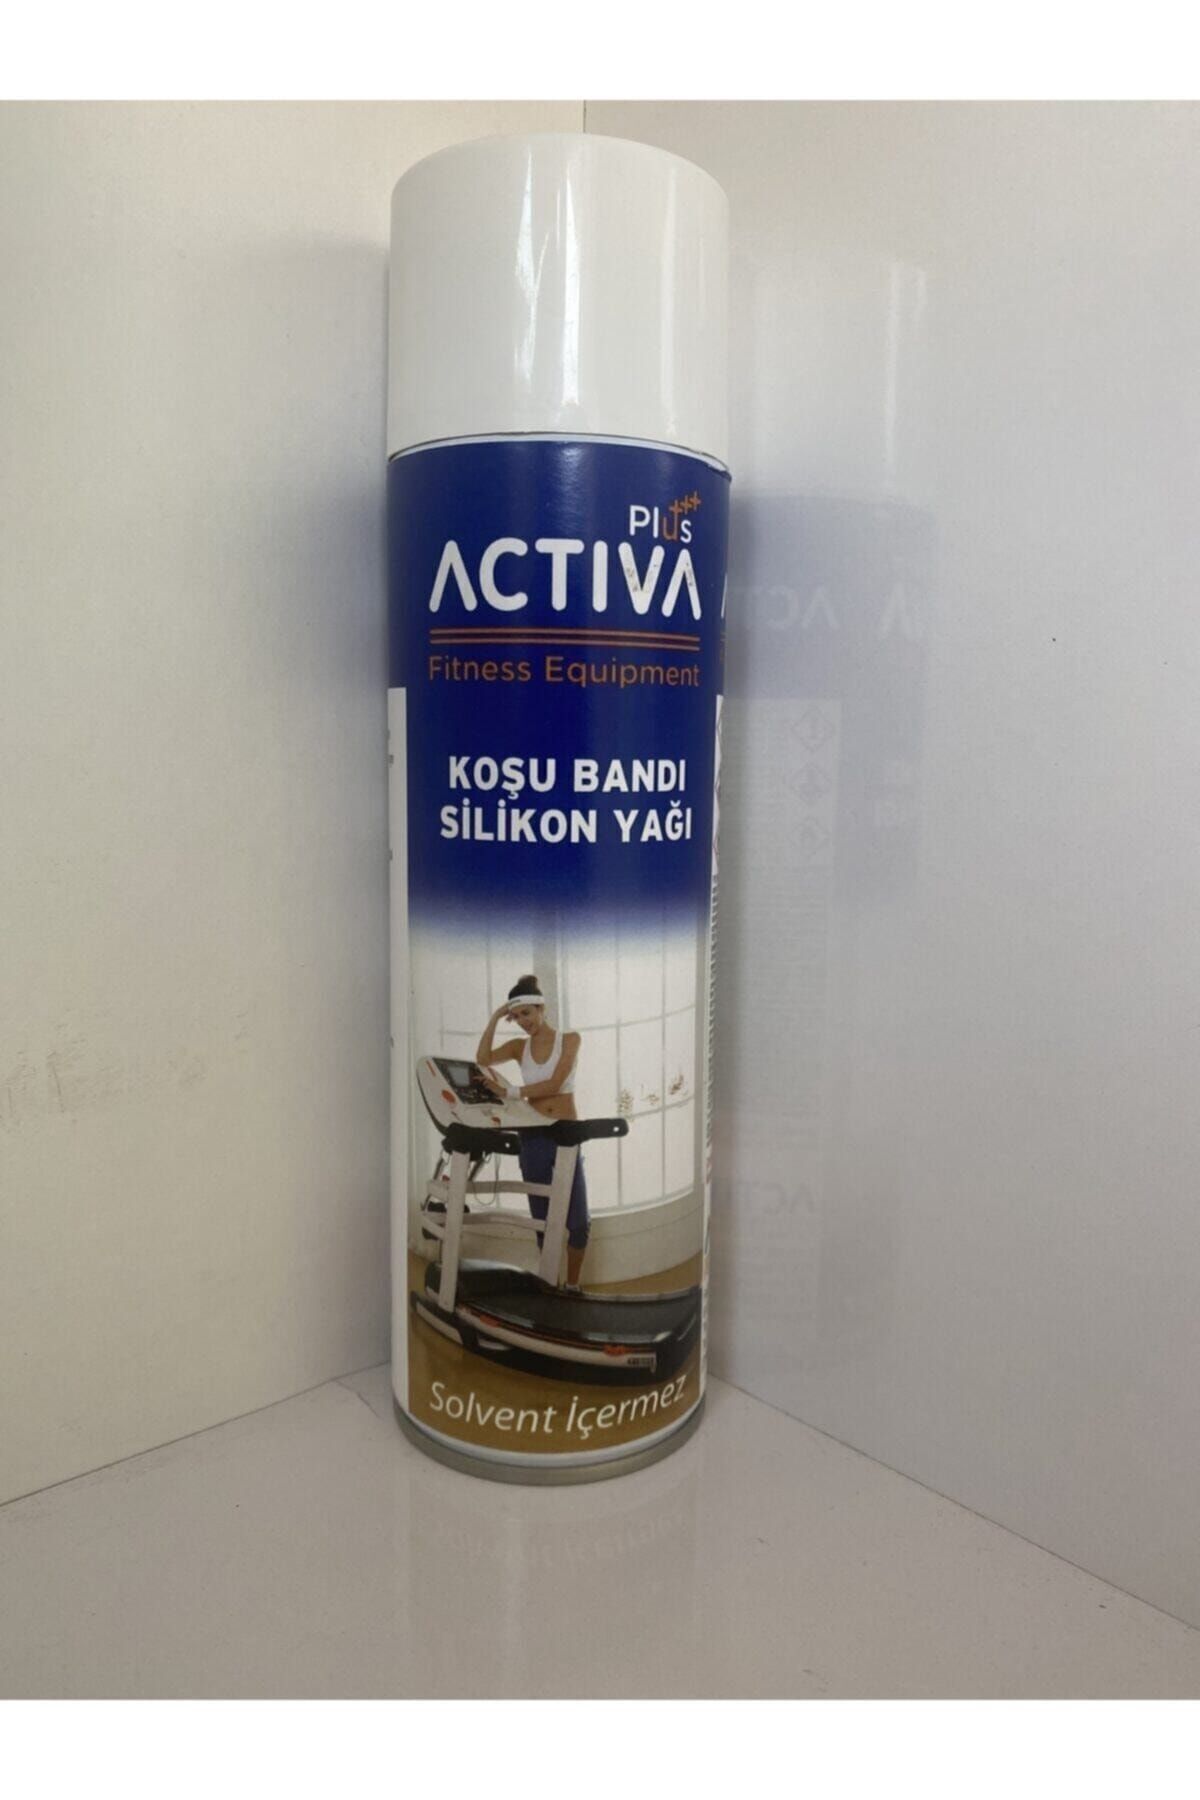 Plus+++
ACTIVA
Fitness Equipment
KOŞU BANDI
SİLİKON YAĞI
Solvent İçermez